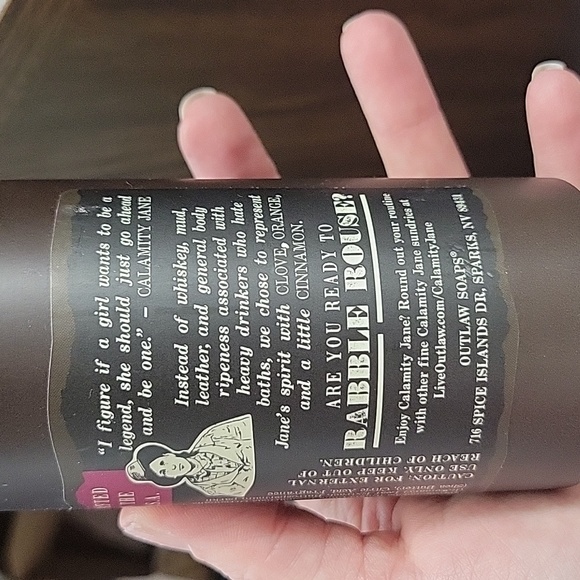 "I figure if a girl wants to be a
legend, she should just go ahead
and be one." – CALAMITY JANE
Instead of whiskey, mud,
leather, and general body
ripeness associated with
heavy drinkers who hate
baths, we chose to represent
Jane's spirit with CLOVE, ORANGE,
and a little CINNAMON.
ARE YOU READY TO
RABBLE ROUSE?
Enjoy Calamity Jane? Round out your routine
with other fine Calamity Jane sundries at
LiveOutlaw.com/CalamityJane
OUTLAW SOAPS®
716 SPICE ISLANDS DR, SPARKS, NV 89431
CAUTION: FOR EXTERNAL
USE ONLY. KEEP OUT OF
REACH OF CHILDREN.